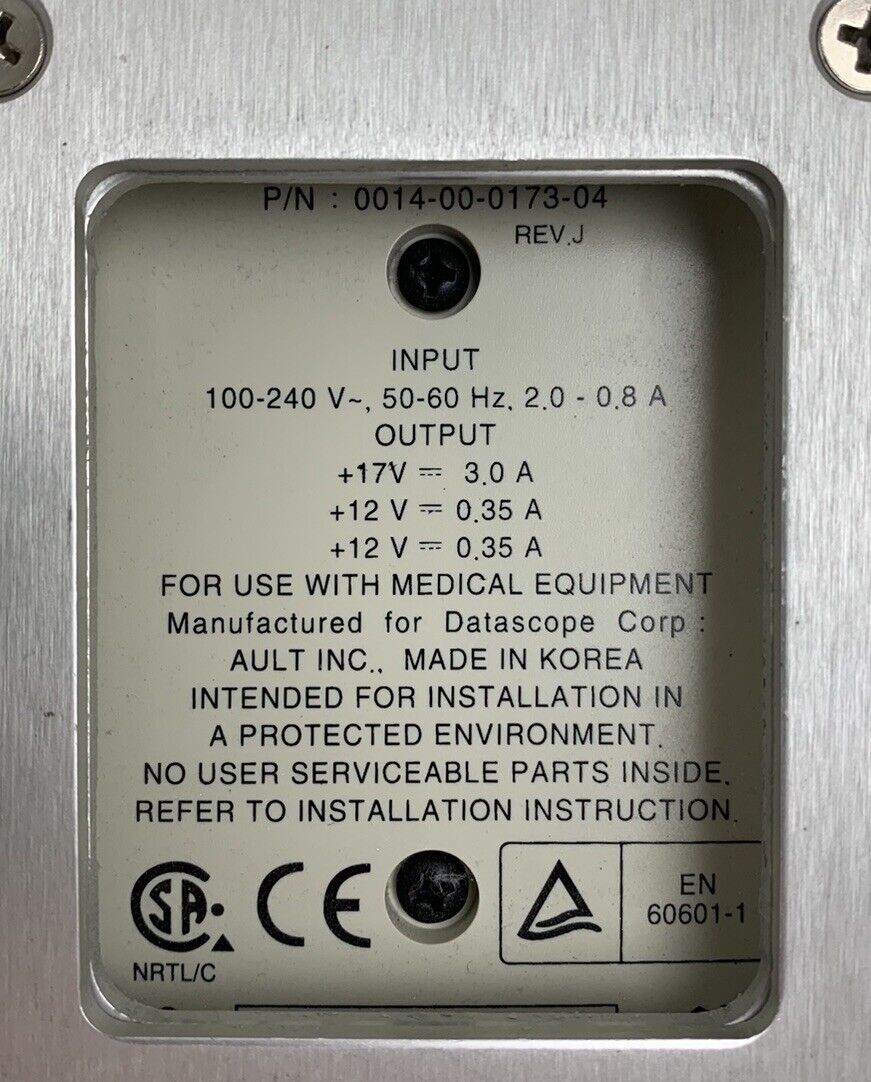 P/N : 0014-00-0173-04
REV.J
INPUT
100-240 V~, 50-60 Hz, 2.0 - 0.8 A
OUTPUT
+17V ⎓ 3.0 A
+12 V ⎓ 0.35 A
+12 V ⎓ 0.35 A
FOR USE WITH MEDICAL EQUIPMENT
Manufactured for Datascope Corp :
AULT INC., MADE IN KOREA
INTENDED FOR INSTALLATION IN
A PROTECTED ENVIRONMENT.
NO USER SERVICEABLE PARTS INSIDE.
REFER TO INSTALLATION INSTRUCTION.
SA CE EN
60601-1
NRTL/C